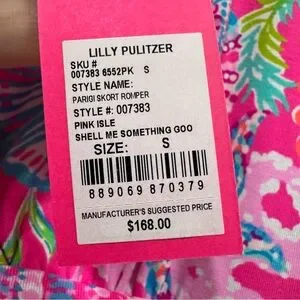 LILLY PULITZER
SKU #
007383 6552PK S
STYLE NAME:
PARIGI SKORT ROMPER
STYLE #: 007383
PINK ISLE
SHELL ME SOMETHING GOO
SIZE: S
889069 870379
MANUFACTURER'S SUGGESTED PRICE
$168.00